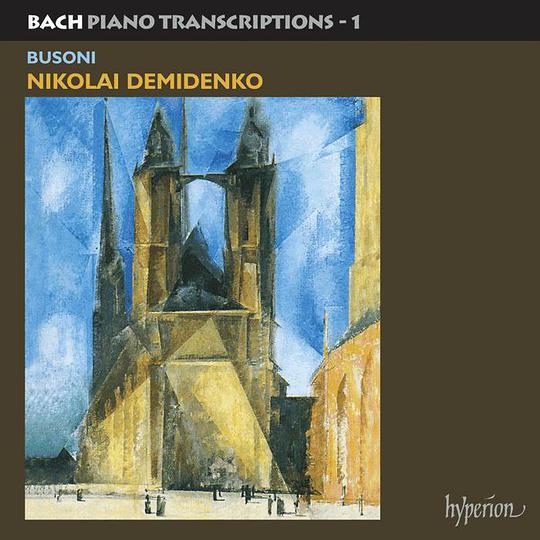 BACH PIANO TRANSCRIPTIONS - 1
BUSONI
NIKOLAI DEMIDENKO
hyperion